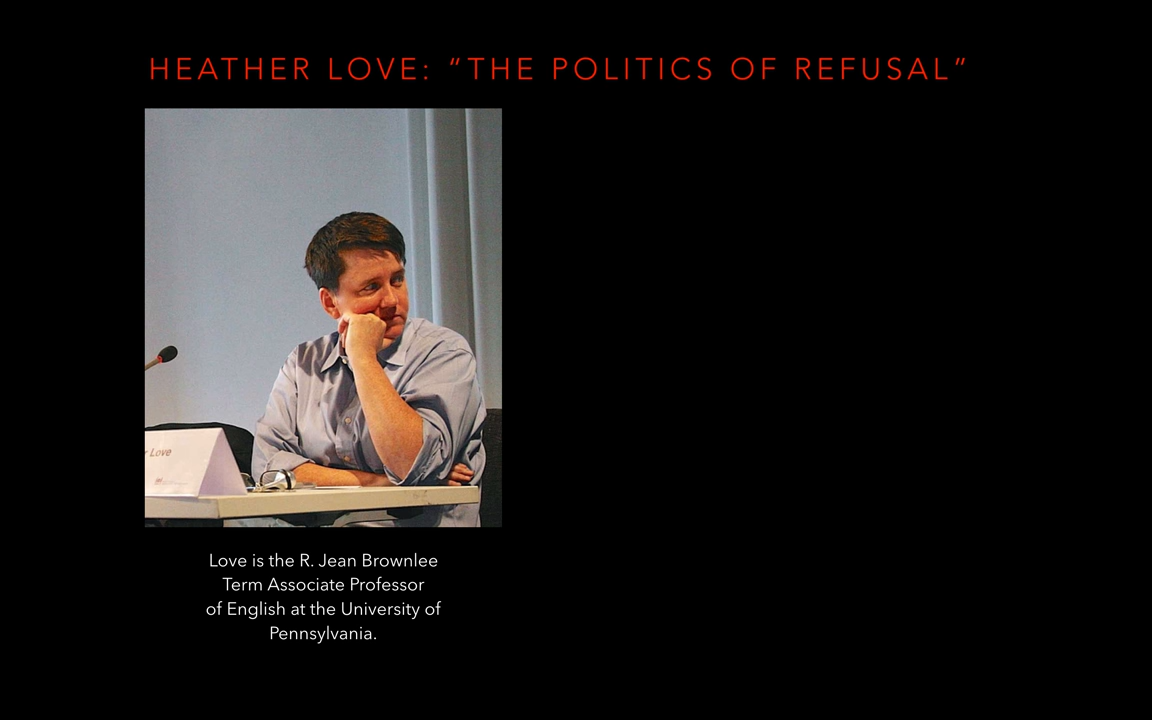 HEATHER LOVE: “THE POLITICS OF REFUSAL”
r Love
Love is the R. Jean Brownlee
Term Associate Professor
of English at the University of
Pennsylvania.